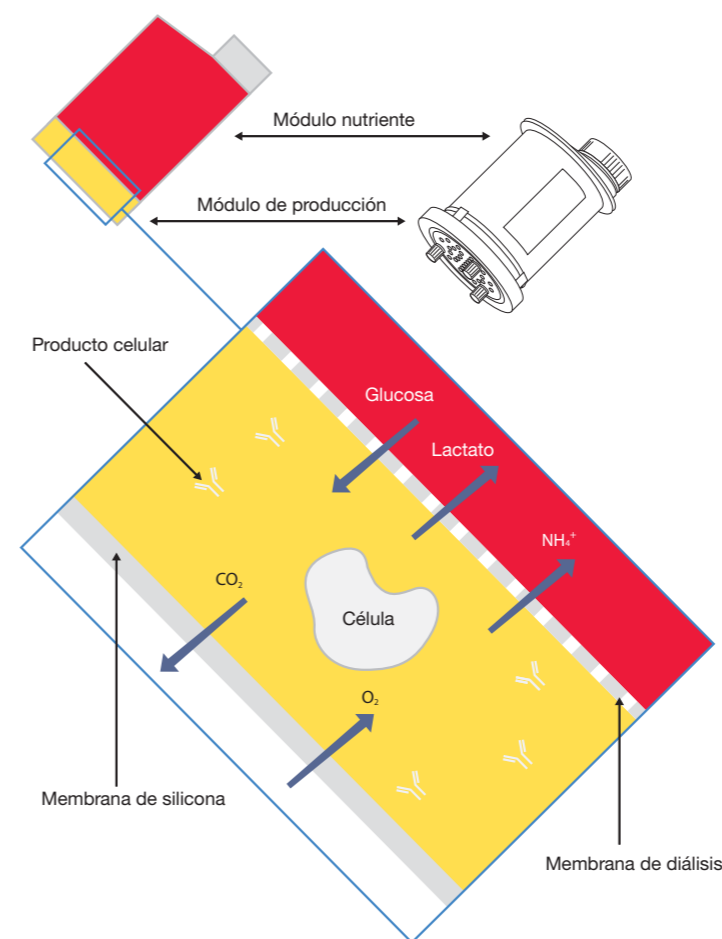 Módulo nutriente
Módulo de producción
Producto celular
Glucosa
Lactato
NH₄⁺
CO₂
Célula
O₂
Membrana de silicona
Membrana de diálisis